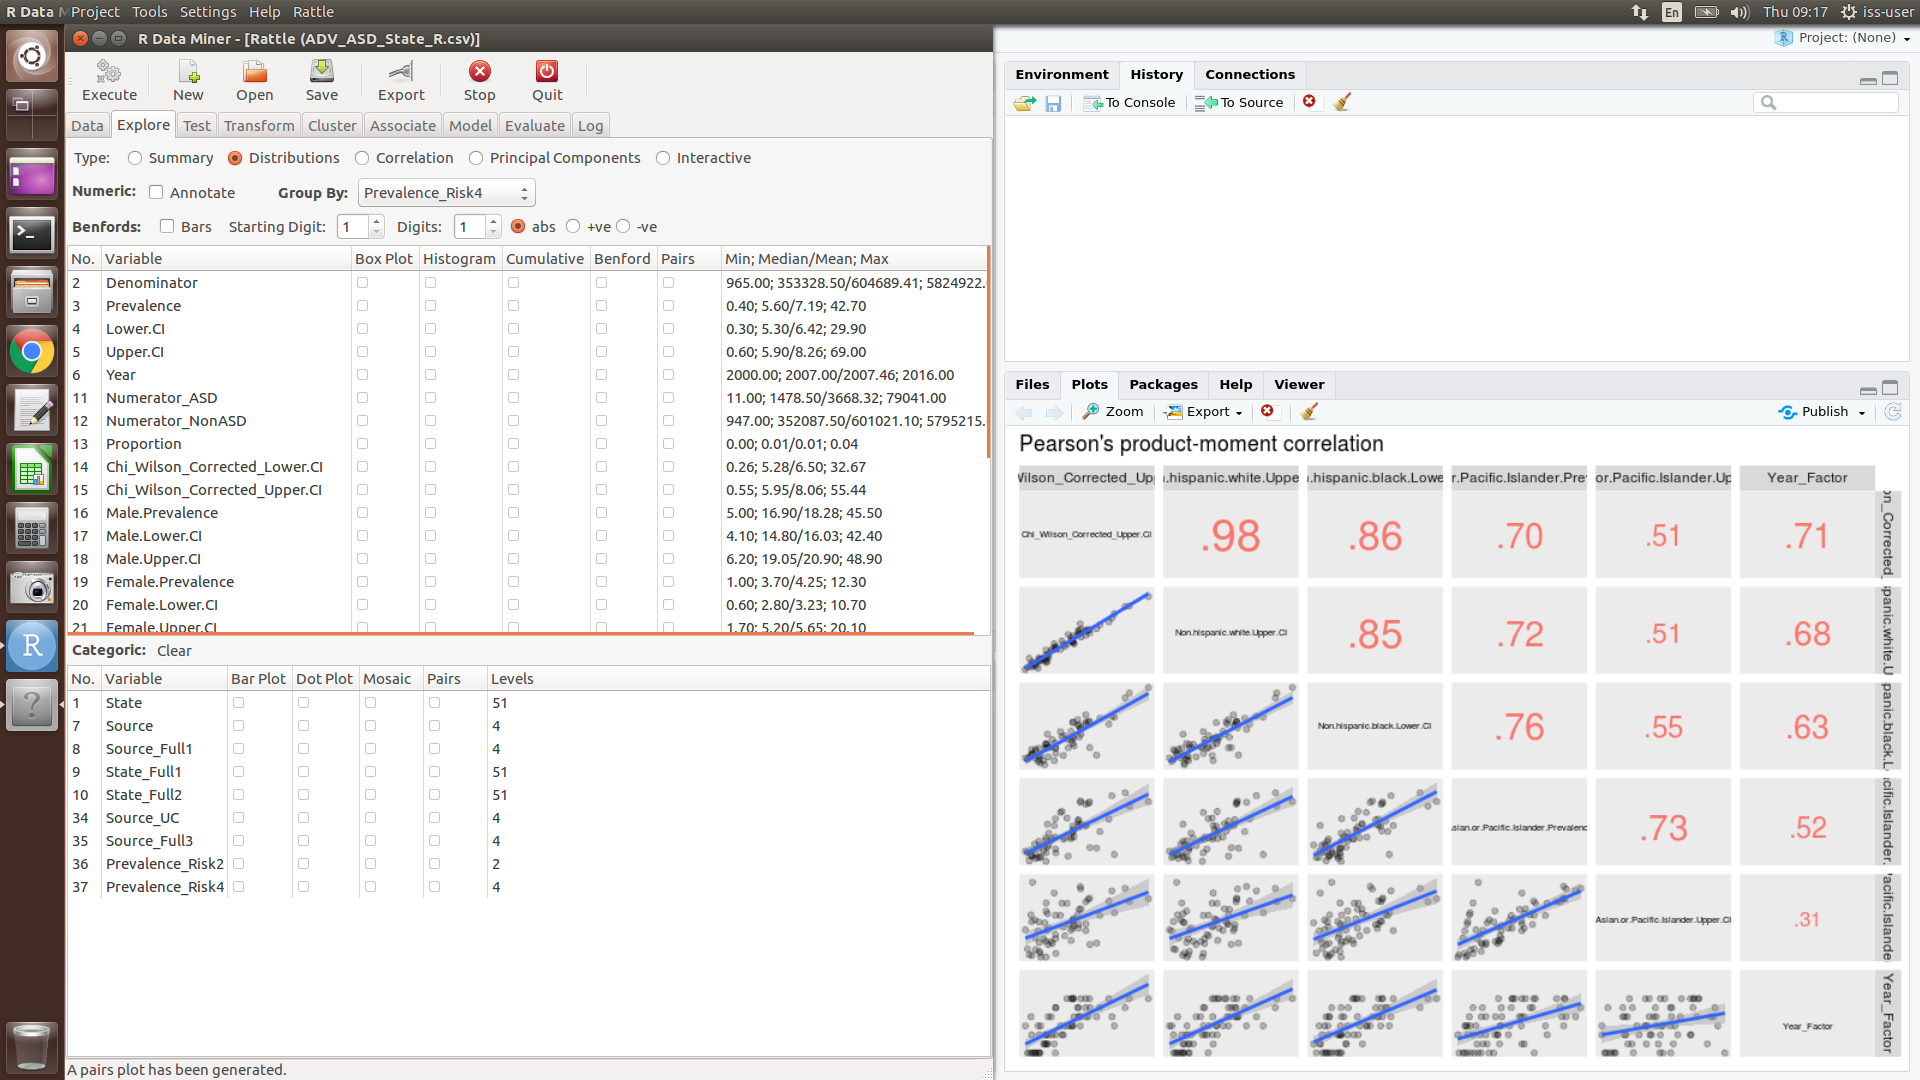 R Data M Project Tools Settings Help Rattle
En Thu 09:17 iss-user
R Data Miner - [Rattle (ADV_ASD_State_R.csv)]
Execute New Open Save Export Stop Quit
Data Explore Test Transform Cluster Associate Model Evaluate Log
Type: Summary Distributions Correlation Principal Components Interactive
Numeric: Annotate Group By: Prevalence_Risk4
Benfords: Bars Starting Digit: 1 Digits: 1 abs +ve -ve
No. Variable Box Plot Histogram Cumulative Benford Pairs Min; Median/Mean; Max
2 Denominator 965.00; 353328.50/604689.41; 5824922.
3 Prevalence 0.40; 5.60/7.19; 42.70
4 Lower.CI 0.30; 5.30/6.42; 29.90
5 Upper.CI 0.60; 5.90/8.26; 69.00
6 Year 2000.00; 2007.00/2007.46; 2016.00
11 Numerator_ASD 11.00; 1478.50/3668.32; 79041.00
12 Numerator_NonASD 947.00; 352087.50/601021.10; 5795215.
13 Proportion 0.00; 0.01/0.01; 0.04
14 Chi_Wilson_Corrected_Lower.CI 0.26; 5.28/6.50; 32.67
15 Chi_Wilson_Corrected_Upper.CI 0.55; 5.95/8.06; 55.44
16 Male.Prevalence 5.00; 16.90/18.28; 45.50
17 Male.Lower.CI 4.10; 14.80/16.03; 42.40
18 Male.Upper.CI 6.20; 19.05/20.90; 48.90
19 Female.Prevalence 1.00; 3.70/4.25; 12.30
20 Female.Lower.CI 0.60; 2.80/3.23; 10.70
21 Female.Upper.CI 1.70; 5.20/5.65; 20.10
Categoric: Clear
No. Variable Bar Plot Dot Plot Mosaic Pairs Levels
1 State 51
7 Source 4
8 Source_Full1 4
9 State_Full1 51
10 State_Full2 51
34 Source_UC 4
35 Source_Full3 4
36 Prevalence_Risk2 2
37 Prevalence_Risk4 4
A pairs plot has been generated.
Project: (None)
Environment History Connections
To Console To Source
Files Plots Packages Help Viewer
Zoom Export Publish
Pearson's product-moment correlation
Wilson_Corrected_Up .hispanic.white.Uppe .hispanic.black.Lowe r.Pacific.Islander.Prev or.Pacific.Islander.Up Year_Factor
Chi_Wilson_Corrected_Upper.CI .98 .86 .70 .51 .71
Non.hispanic.white.Upper.CI .85 .72 .51 .68
Non.hispanic.black.Lower.CI .76 .55 .63
sian.or.Pacific.Islander.Prevalenc .73 .52
Asian.or.Pacific.Islander.Upper.CI .31
Year_Factor
on_Corrected_
panic.white.U
panic.black.L
cific.Islander.
acific.Islande
Year_Factor